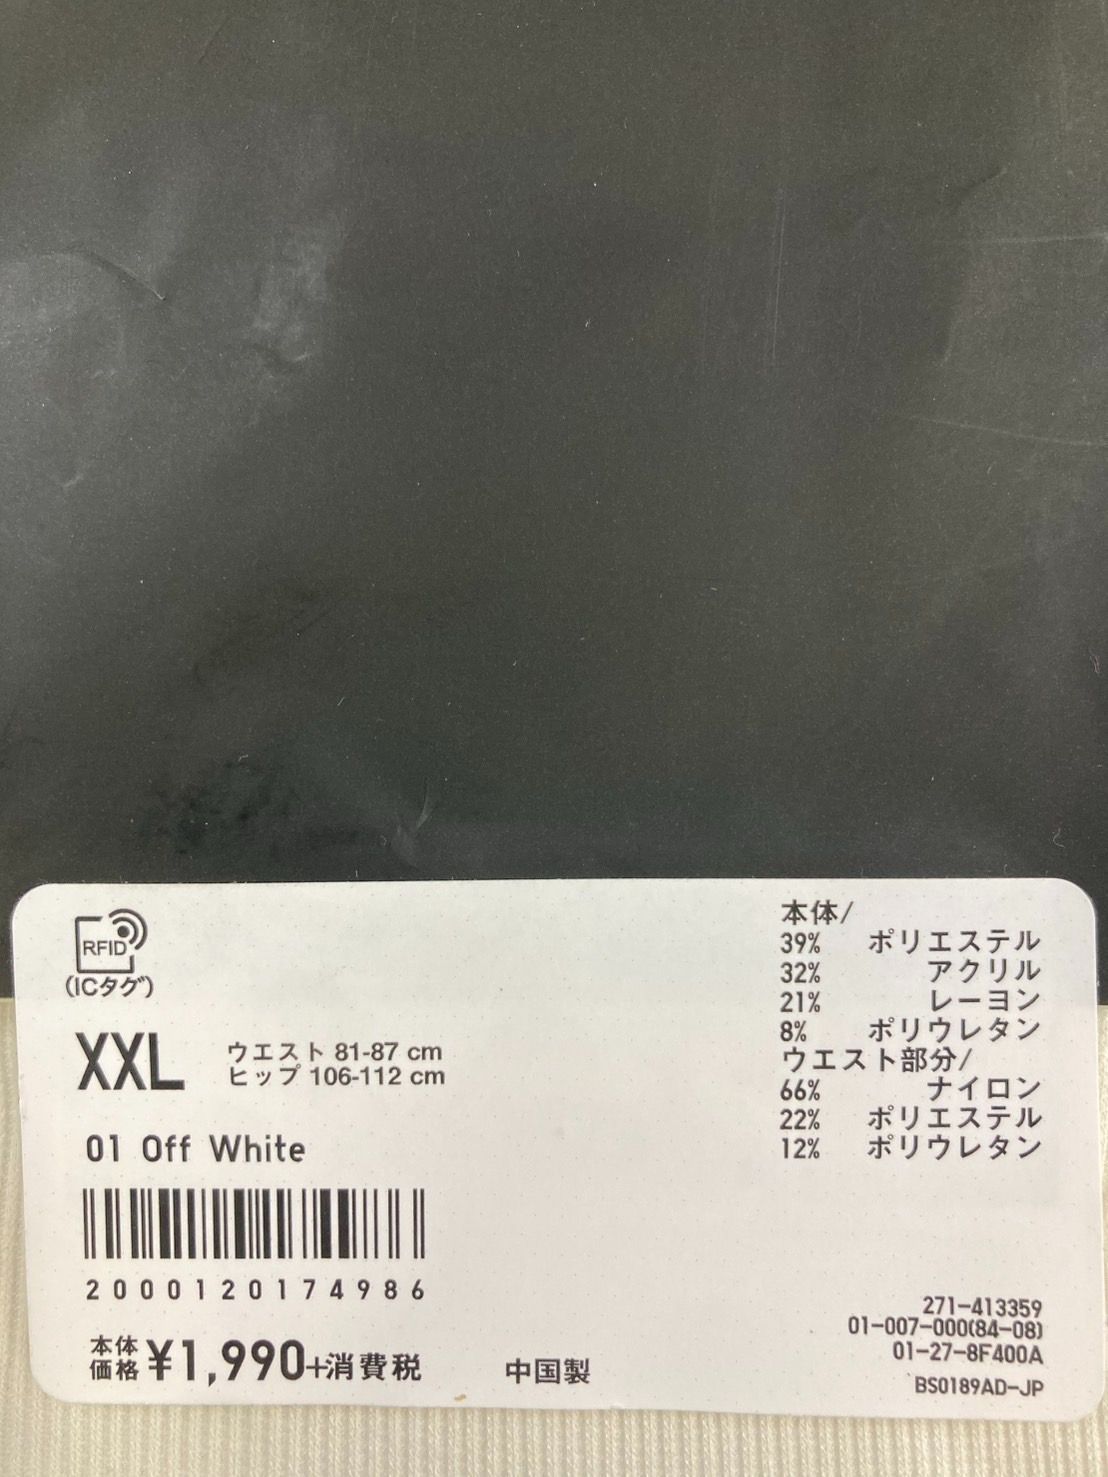 RFID
(ICタグ)
XXL
ウエスト 81-87 cm
ヒップ 106-112 cm
01 Off White
2000120174986
本体価格 ¥1,990+消費税
中国製
本体/
39% ポリエステル
32% アクリル
21% レーヨン
8% ポリウレタン
ウエスト部分/
66% ナイロン
22% ポリエステル
12% ポリウレタン
271-413359
01-007-000(84-08)
01-27-8F400A
BS0189AD-JP